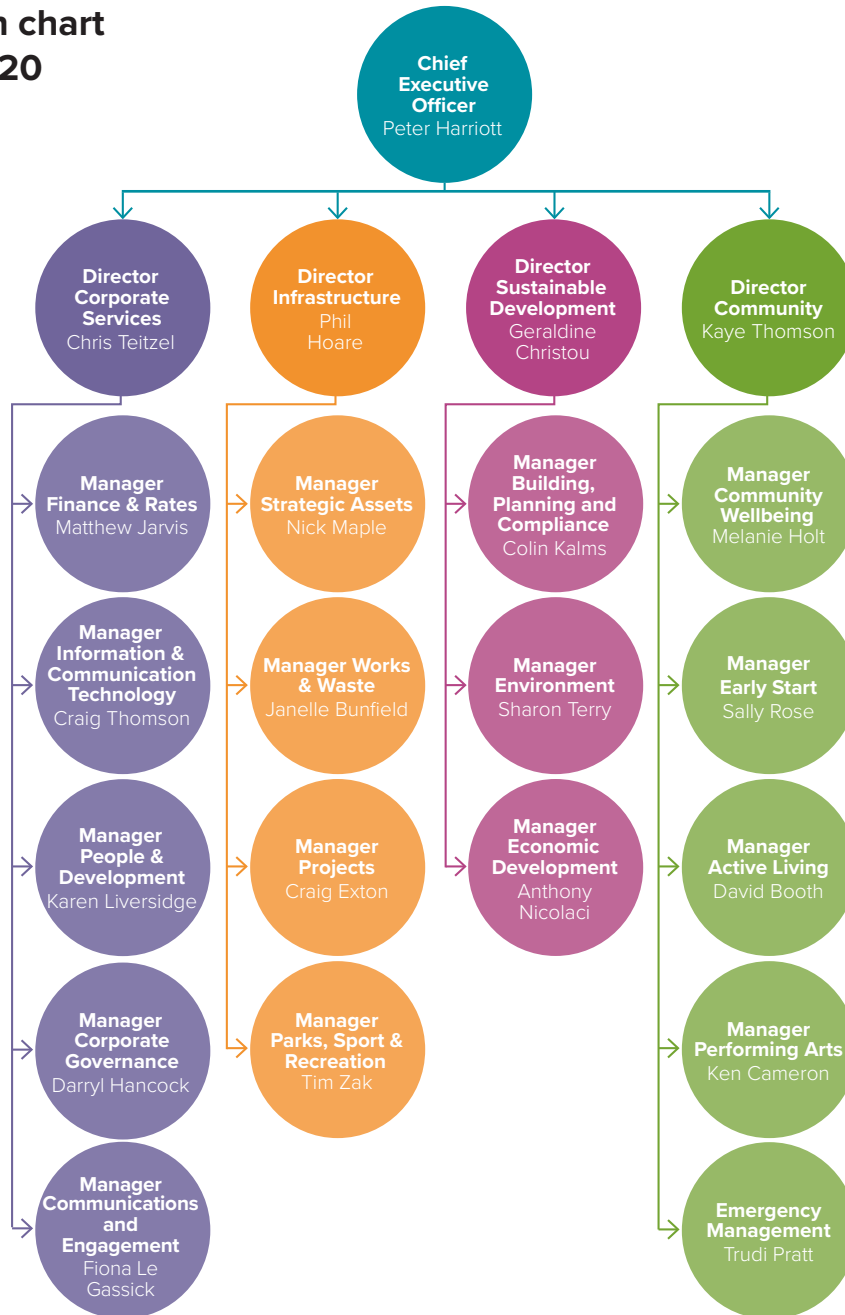 n chart
20
Chief
Executive
Officer
Peter Harriott
Director
Corporate
Services
Chris Teitzel
Director
Infrastructure
Phil
Hoare
Director
Sustainable
Development
Geraldine
Christou
Director
Community
Kaye Thomson
Manager
Finance & Rates
Matthew Jarvis
Manager
Strategic Assets
Nick Maple
Manager
Building,
Planning and
Compliance
Colin Kalms
Manager
Community
Wellbeing
Melanie Holt
Manager
Information &
Communication
Technology
Craig Thomson
Manager Works
& Waste
Janelle Bunfield
Manager
Environment
Sharon Terry
Manager
Early Start
Sally Rose
Manager
People &
Development
Karen Liversidge
Manager
Projects
Craig Exton
Manager
Economic
Development
Anthony
Nicolaci
Manager
Active Living
David Booth
Manager
Corporate
Governance
Darryl Hancock
Manager
Parks, Sport &
Recreation
Tim Zak
Manager
Performing Arts
Ken Cameron
Manager
Communications
and
Engagement
Fiona Le
Gassick
Emergency
Management
Trudi Pratt